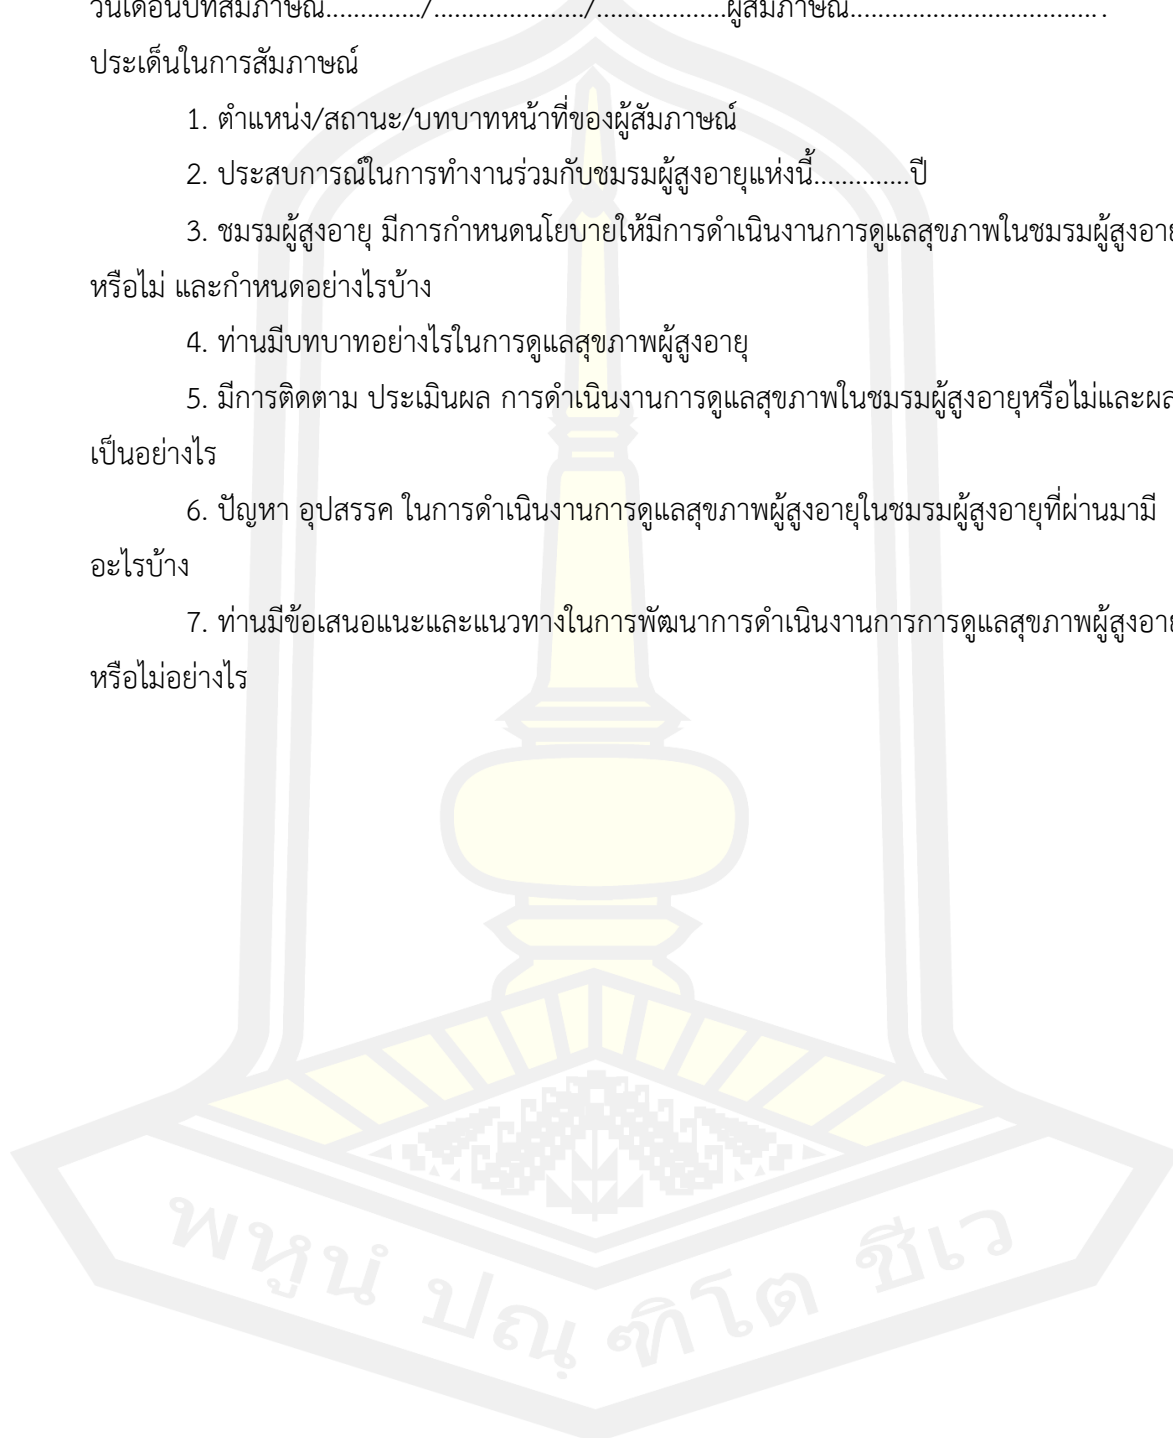 วันเดือนปีที่สัมภาษณ์............../....................../...................ผู้สัมภาษณ์.....................................
ประเด็นในการสัมภาษณ์
1. ตำแหน่ง/สถานะ/บทบาทหน้าที่ของผู้สัมภาษณ์
2. ประสบการณ์ในการทำงานร่วมกับชมรมผู้สูงอายุแห่งนี้..............ปี
3. ชมรมผู้สูงอายุ มีการกำหนดนโยบายให้มีการดำเนินงานการดูแลสุขภาพในชมรมผู้สูงอายุ
หรือไม่ และกำหนดอย่างไรบ้าง
4. ท่านมีบทบาทอย่างไรในการดูแลสุขภาพผู้สูงอายุ
5. มีการติดตาม ประเมินผล การดำเนินงานการดูแลสุขภาพในชมรมผู้สูงอายุหรือไม่และผล
เป็นอย่างไร
6. ปัญหา อุปสรรค ในการดำเนินงานการดูแลสุขภาพผู้สูงอายุในชมรมผู้สูงอายุที่ผ่านมามี
อะไรบ้าง
7. ท่านมีข้อเสนอแนะและแนวทางในการพัฒนาการดำเนินงานการการดูแลสุขภาพผู้สูงอายุ
หรือไม่อย่างไร
พหูนํ ปณฺฑิโต ชีเว